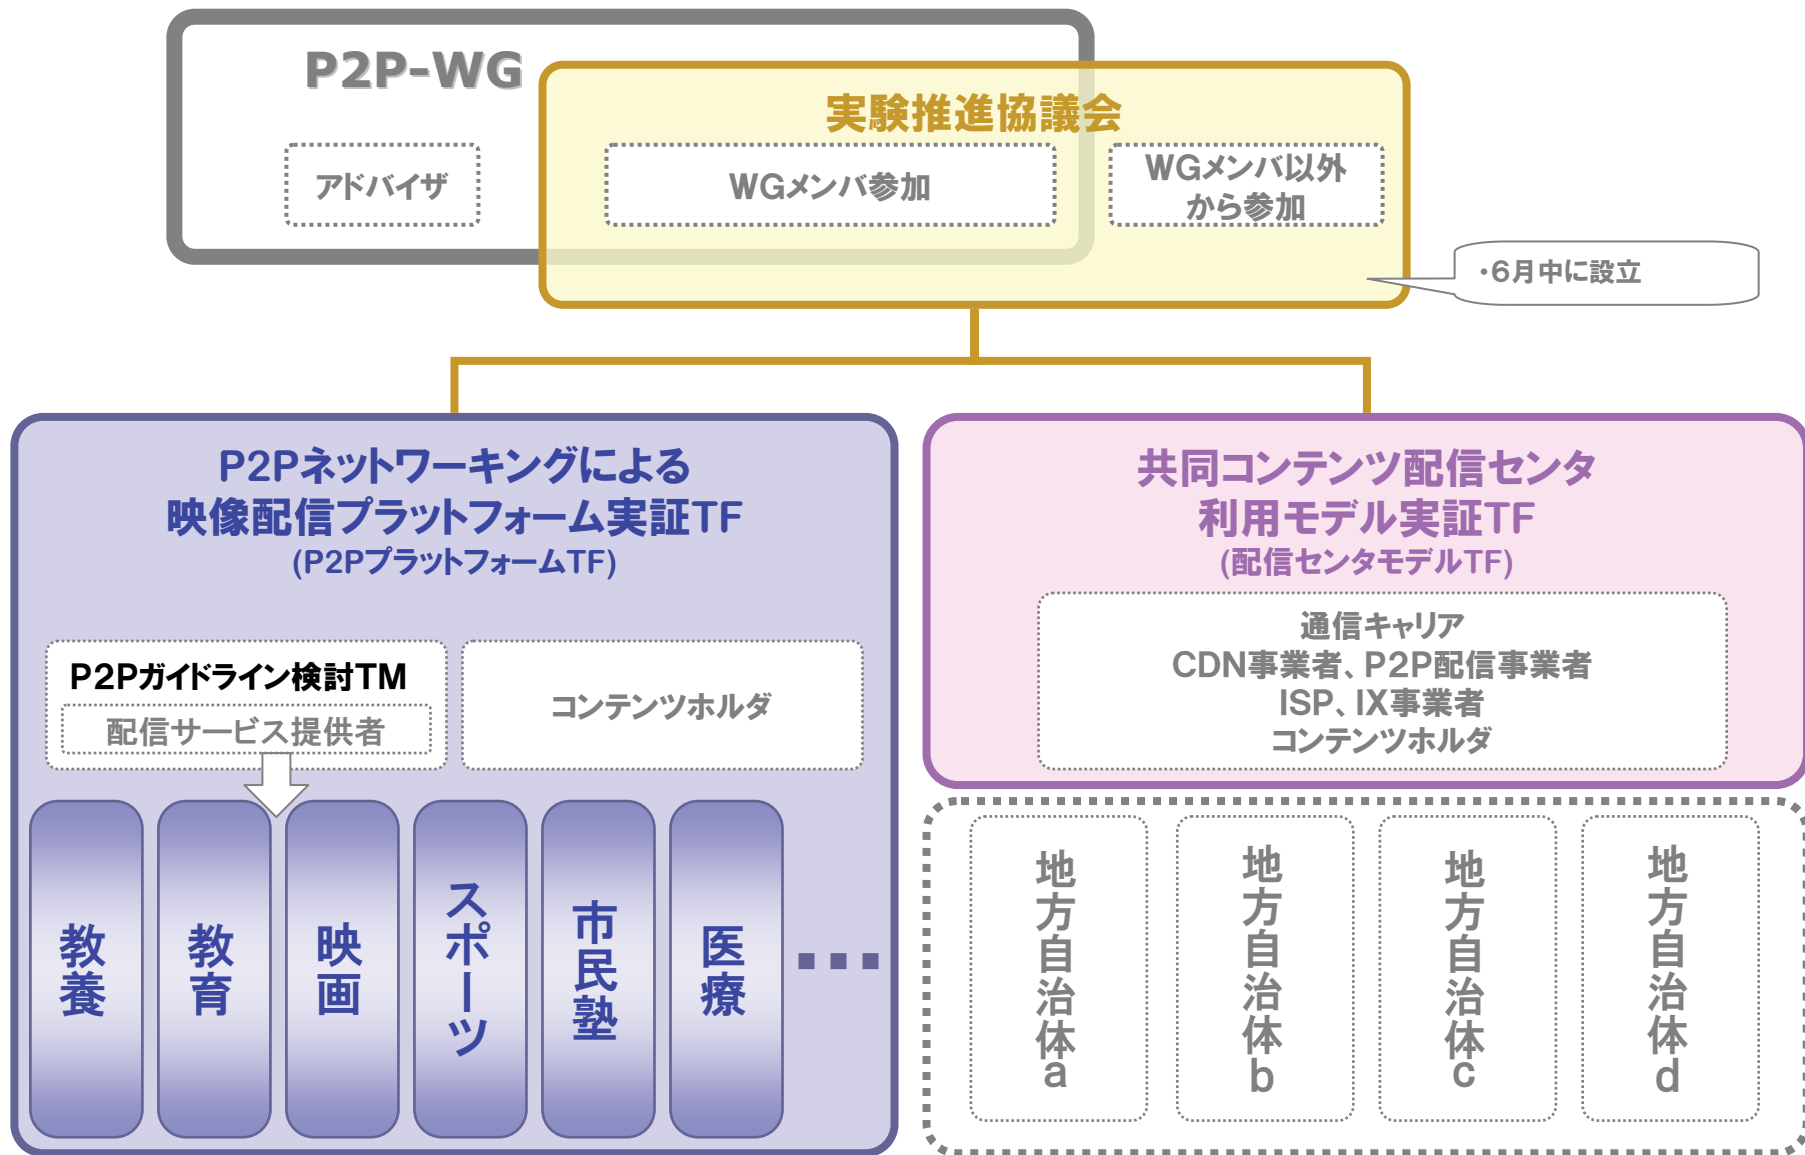 P2P-WG
実験推進協議会
アドバイザ
WGメンバ参加
WGメンバ以外
から参加
・6月中に設立
P2Pネットワーキングによる
映像配信プラットフォーム実証TF
(P2PプラットフォームTF)
P2Pガイドライン検討TM
配信サービス提供者
コンテンツホルダ
教養
教育
映画
スポーツ
市民塾
医療
...
共同コンテンツ配信センタ
利用モデル実証TF
(配信センタモデルTF)
通信キャリア
CDN事業者、P2P配信事業者
ISP、IX事業者
コンテンツホルダ
地方自治体a
地方自治体b
地方自治体c
地方自治体d